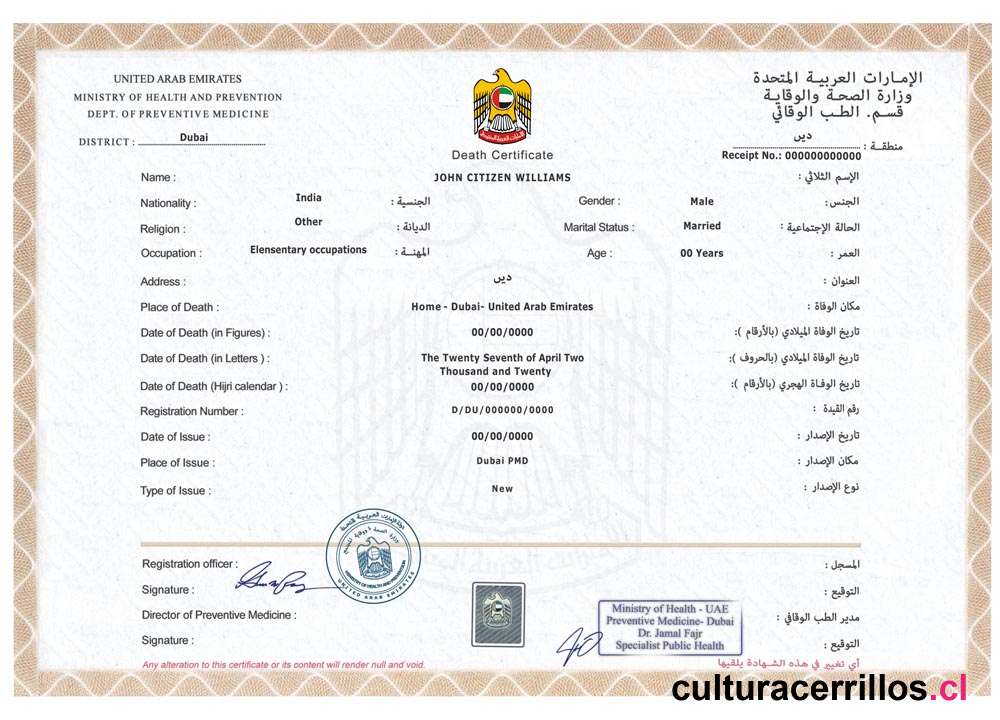 UNITED ARAB EMIRATES
MINISTRY OF HEALTH AND PREVENTION
DEPT. OF PREVENTIVE MEDICINE
DISTRICT : Dubai
الإمارات العربية المتحدة
وزارة الصحة والوقاية
قسم. الطب الوقائي
منطقة : ديى
Receipt No.: 000000000000
Death Certificate
Name : JOHN CITIZEN WILLIAMS الإسم الثلاثي :
Nationality : India الجنسية : Gender : Male الجنس:
Religion : Other الديانة : Marital Status : Married الحالة الإجتماعية :
Occupation : Elensentary occupations المهنة : Age : 00 Years العمر :
Address : ديى العنوان :
Place of Death : Home - Dubai- United Arab Emirates مكان الوفاة :
Date of Death (in Figures) : 00/00/0000 تاريخ الوفاة الميلادي (بالأرقام ):
Date of Death (in Letters ) : The Twenty Seventh of April Two تاريخ الوفاة الميلادي (بالحروف ):
Thousand and Twenty
Date of Death (Hijri calendar ) : 00/00/0000 تاريخ الوفاة الهجري (بالأرقام ):
Registration Number : D/DU/000000/0000 رقم القيدة :
Date of Issue : 00/00/0000 تاريخ الإصدار :
Place of Issue : Dubai PMD مكان الإصدار :
Type of Issue : New نوع الإصدار :
MINISTRY OF HEALTH AND PREVENTION
UNITED ARAB EMIRATES
Registration officer : المسجل :
Signature : التوقيع :
Director of Preventive Medicine : مدير الطب الوقافي :
Signature : التوقيع :
Ministry of Health - UAE
Preventive Medicine- Dubai
Dr. Jamal Fajr
Specialist Public Health
Any alteration to this certificate or its content will render null and void. أي تغيير في هذه الشهادة يلقيها
culturacerrillos.cl